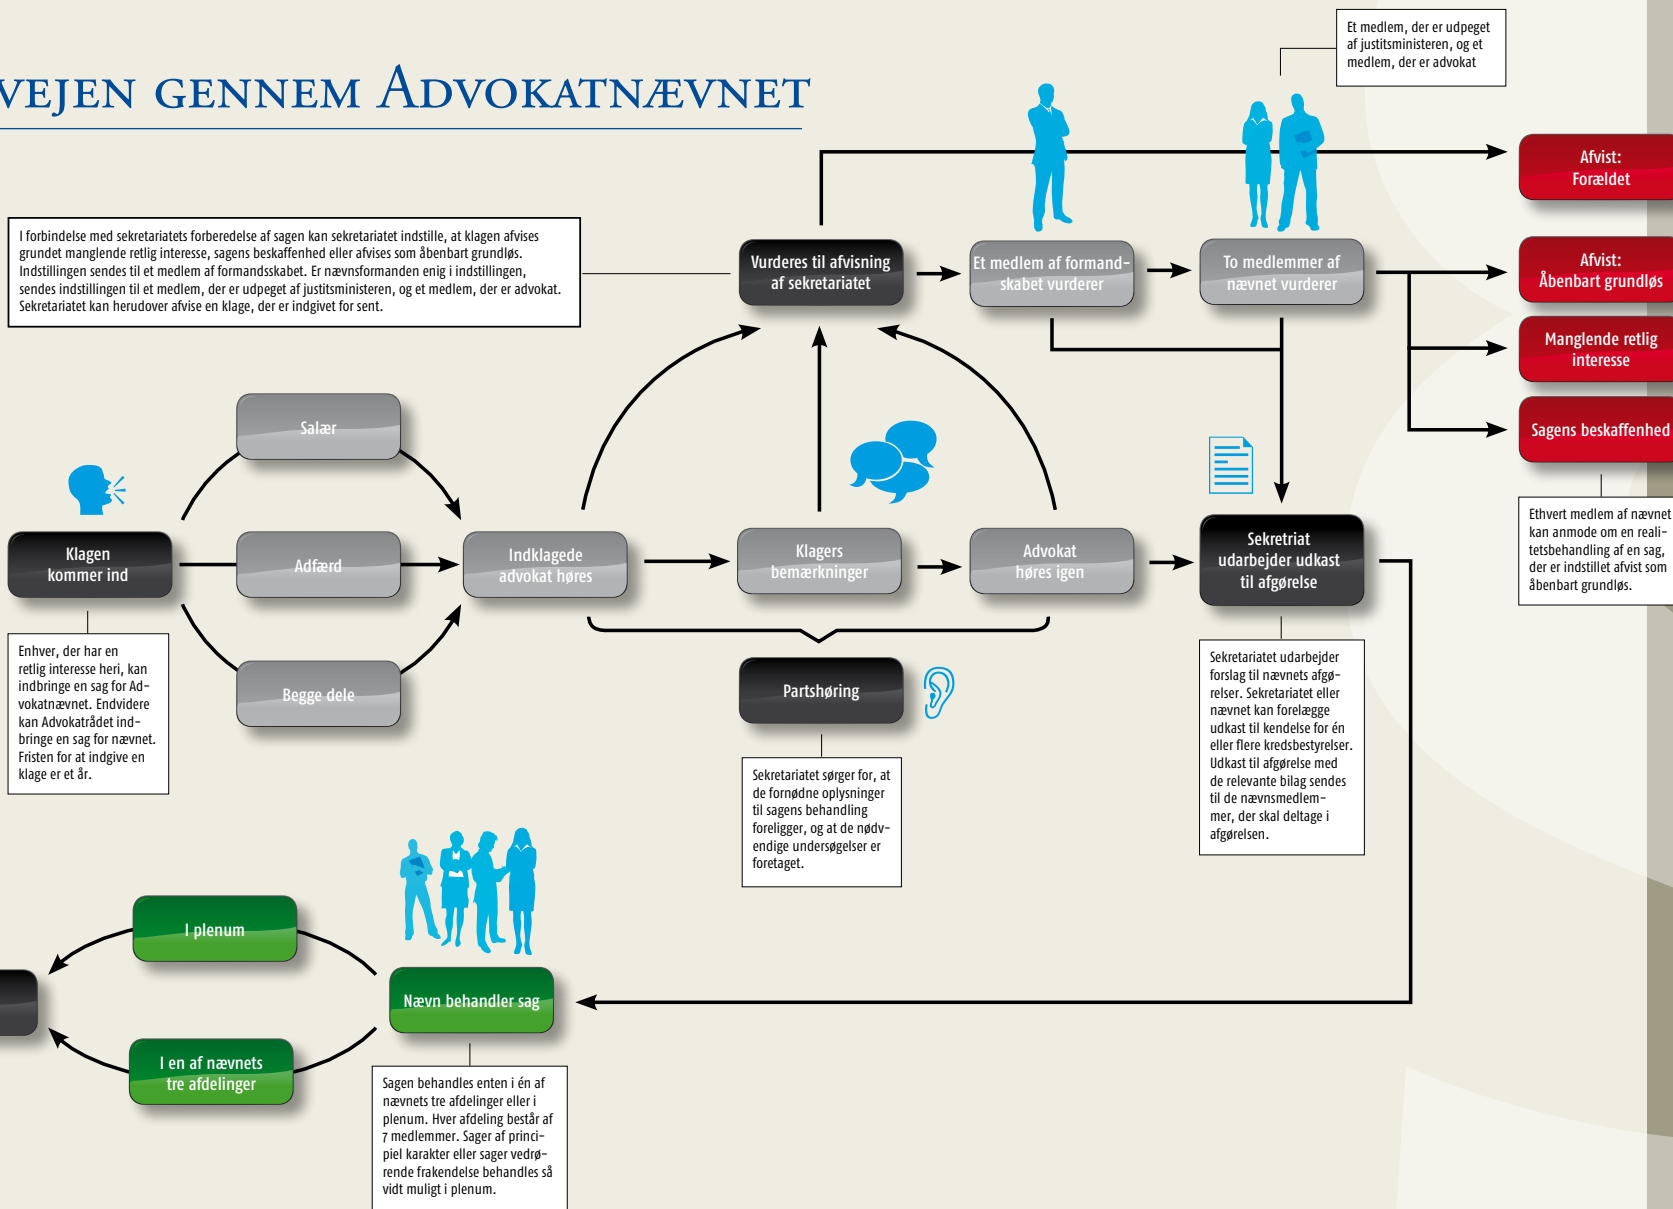 VEJEN GENNEM ADVOKATNÆVNET
Et medlem, der er udpeget
af justitsministeren, og et
medlem, der er advokat
I forbindelse med sekretariatets forberedelse af sagen kan sekretariatet indstille, at klagen afvises
grundet manglende retlig interesse, sagens beskaffenhed eller afvises som åbenbart grundløs.
Indstillingen sendes til et medlem af formandsskabet. Er nævnsformanden enig i indstillingen,
sendes indstillingen til et medlem, der er udpeget af justitsministeren, og et medlem, der er advokat.
Sekretariatet kan herudover afvise en klage, der er indgivet for sent.
Vurderes til afvisning
af sekretariatet
Et medlem af formand-
skabet vurderer
To medlemmer af
nævnet vurderer
Afvist:
Forældet
Afvist:
Åbenbart grundløs
Manglende retlig
interesse
Sagens beskaffenhed
Ethvert medlem af nævnet
kan anmode om en reali-
tetsbehandling af en sag,
der er indstillet afvist som
åbenbart grundløs.
Klagen
kommer ind
Salær
Adfærd
Begge dele
Indklagede
advokat høres
Klagers
bemærkninger
Advokat
høres igen
Sekretriat
udarbejder udkast
til afgørelse
Enhver, der har en
retlig interesse heri, kan
indbringe en sag for Ad-
vokatnævnet. Endvidere
kan Advokatrådet ind-
bringe en sag for nævnet.
Fristen for at indgive en
klage er et år.
Partshøring
Sekretariatet sørger for, at
de fornødne oplysninger
til sagens behandling
foreligger, og at de nødv-
endige undersøgelser er
foretaget.
Sekretariatet udarbejder
forslag til nævnets afgø-
relser. Sekretariatet eller
nævnet kan forelægge
udkast til kendelse for én
eller flere kredsbestyrelser.
Udkast til afgørelse med
de relevante bilag sendes
til de nævnsmedlem-
mer, der skal deltage i
afgørelsen.
I plenum
Nævn behandler sag
I en af nævnets
tre afdelinger
Sagen behandles enten i én af
nævnets tre afdelinger eller i
plenum. Hver afdeling består af
7 medlemmer. Sager af princi-
piel karakter eller sager vedrø-
rende frakendelse behandles så
vidt muligt i plenum.